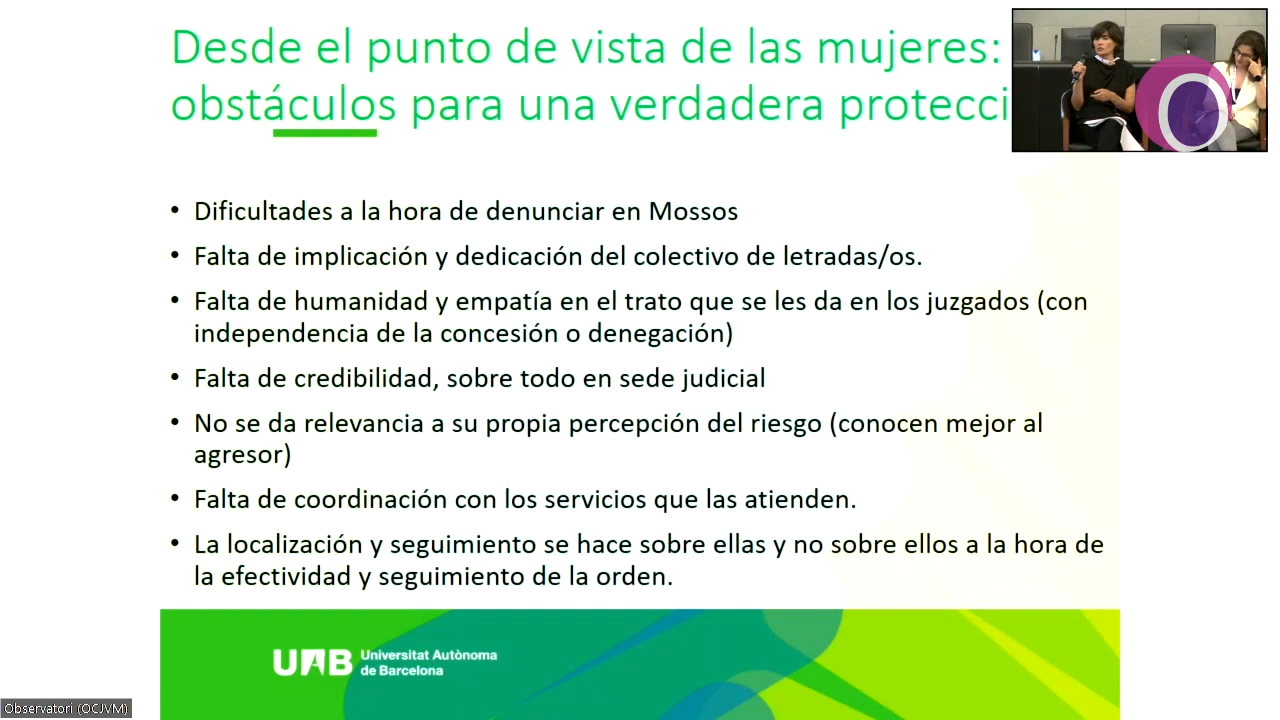 Desde el punto de vista de las mujeres:
obstáculos para una verdadera protecci
• Dificultades a la hora de denunciar en Mossos
• Falta de implicación y dedicación del colectivo de letradas/os.
• Falta de humanidad y empatía en el trato que se les da en los juzgados (con
independencia de la concesión o denegación)
• Falta de credibilidad, sobre todo en sede judicial
• No se da relevancia a su propia percepción del riesgo (conocen mejor al
agresor)
• Falta de coordinación con los servicios que las atienden.
• La localización y seguimiento se hace sobre ellas y no sobre ellos a la hora de
la efectividad y seguimiento de la orden.
UAB Universitat Autònoma
de Barcelona
Observatori (OCJVM)